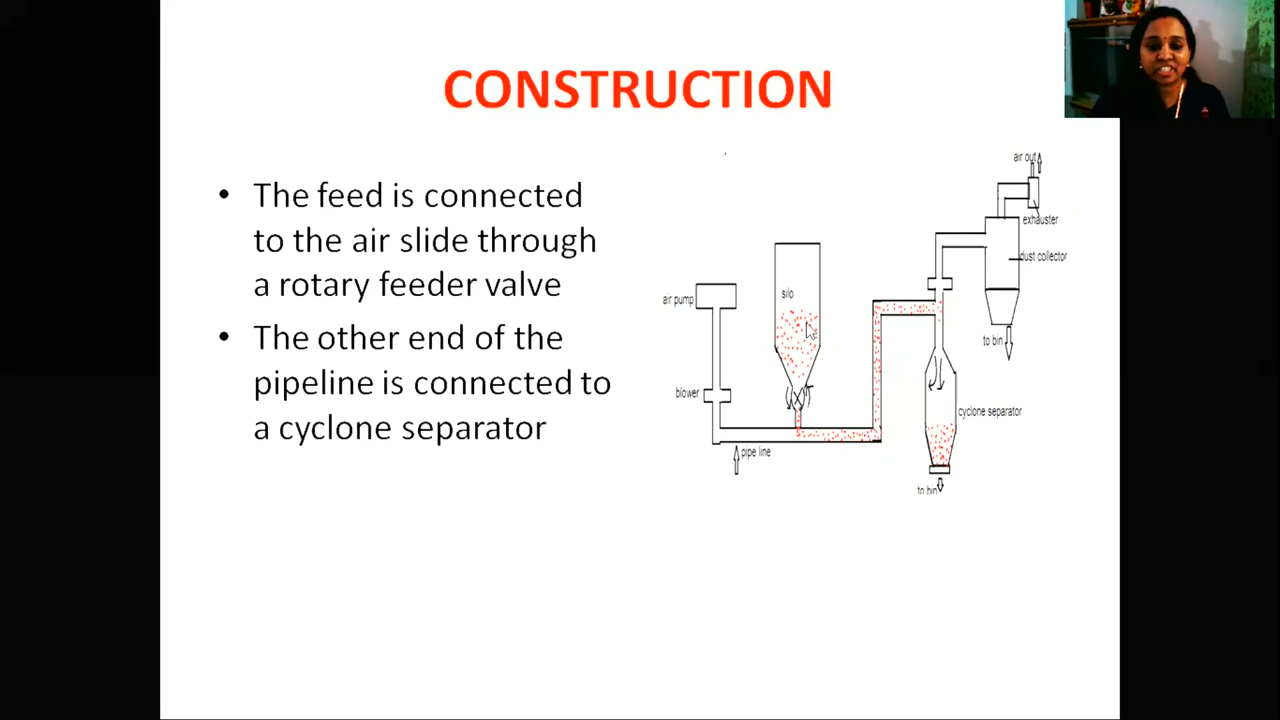 CONSTRUCTION
• The feed is connected
to the air slide through
a rotary feeder valve
• The other end of the
pipeline is connected to
a cyclone separator
air out
exhauster
dust collector
silo
air pump
to bin
blower
cyclone separator
pipe line
to bin